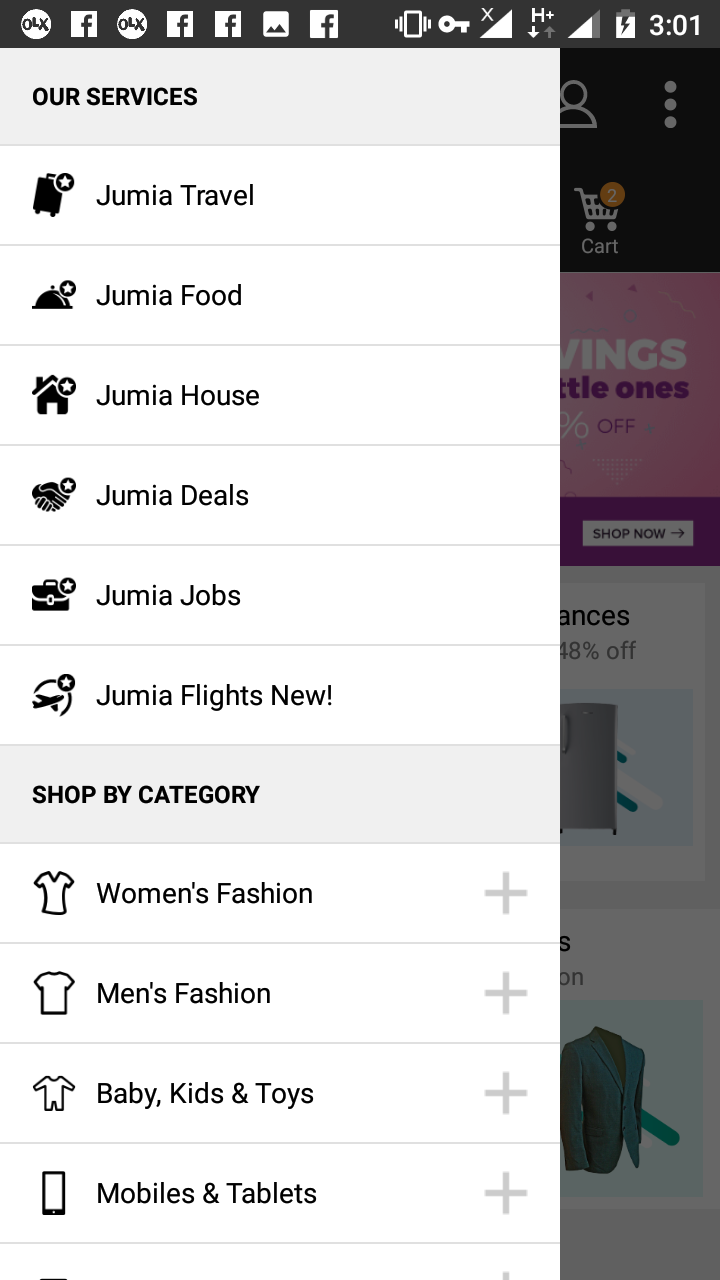 OLX OLX X H+ 3:01
OUR SERVICES
Jumia Travel
2
Jumia Food
Cart
Jumia House
VINGS
ttle ones
% OFF
Jumia Deals
SHOP NOW →
Jumia Jobs
ances
48% off
Jumia Flights New!
SHOP BY CATEGORY
Women's Fashion
s
on
Men's Fashion
Baby, Kids & Toys
Mobiles & Tablets